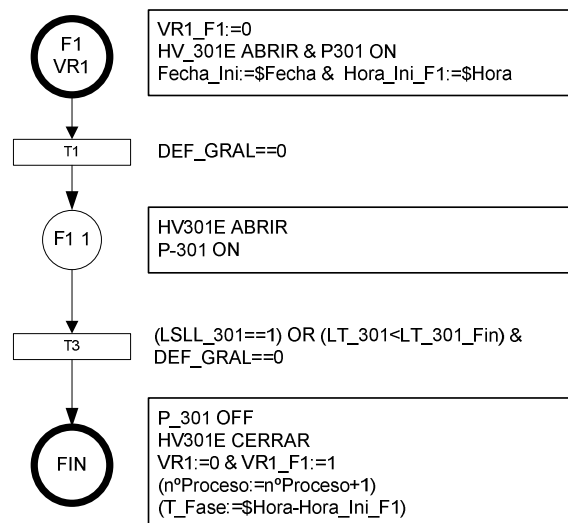 F1
VR1
VR1_F1:=0
HV_301E ABRIR & P301 ON
Fecha_Ini:=$Fecha & Hora_Ini_F1:=$Hora
T1
DEF_GRAL==0
F1 1
HV301E ABRIR
P-301 ON
T3
(LSLL_301==1) OR (LT_301<LT_301_Fin) &
DEF_GRAL==0
FIN
P_301 OFF
HV301E CERRAR
VR1:=0 & VR1_F1:=1
(nºProceso:=nºProceso+1)
(T_Fase:=$Hora-Hora_Ini_F1)